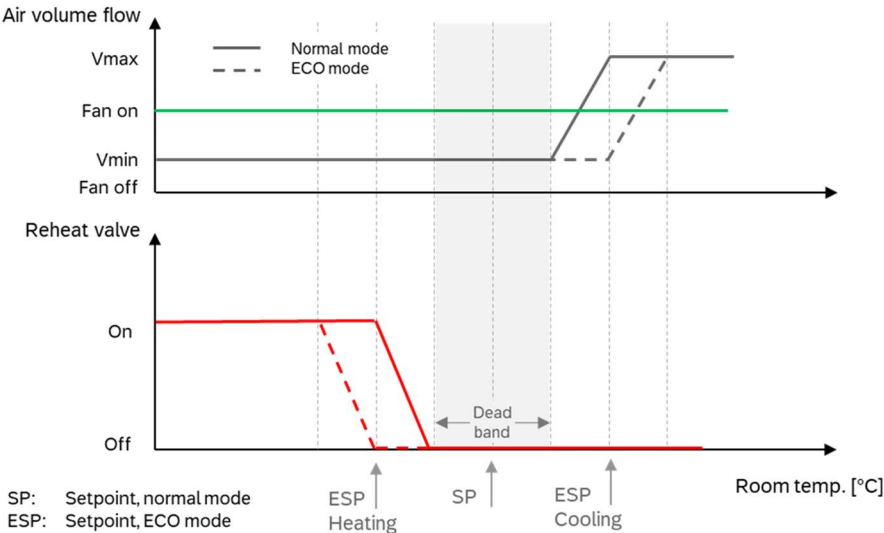 Air volume flow
Vmax
Normal mode
ECO mode
Fan on
Vmin
Fan off
Reheat valve
On
Dead
band
Off
Room temp. [°C]
SP: Setpoint, normal mode
ESP: Setpoint, ECO mode
ESP
Heating
SP
ESP
Cooling